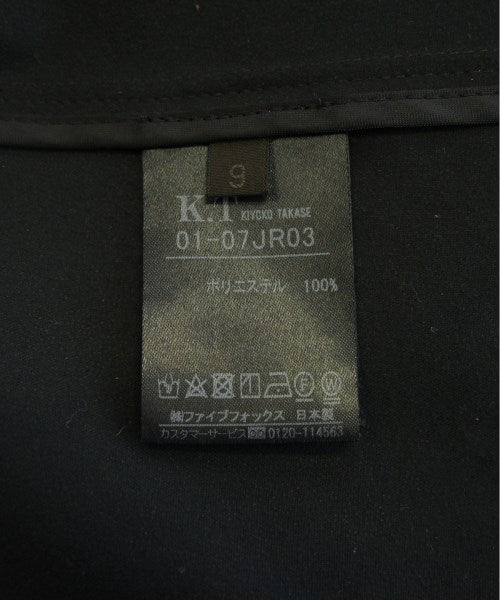 9
K.T KIYOKO TAKASE
01-07JR03
ポリエステル 100%
㈱ファイブフォックス 日本製
カスタマーサービス 0120-114563